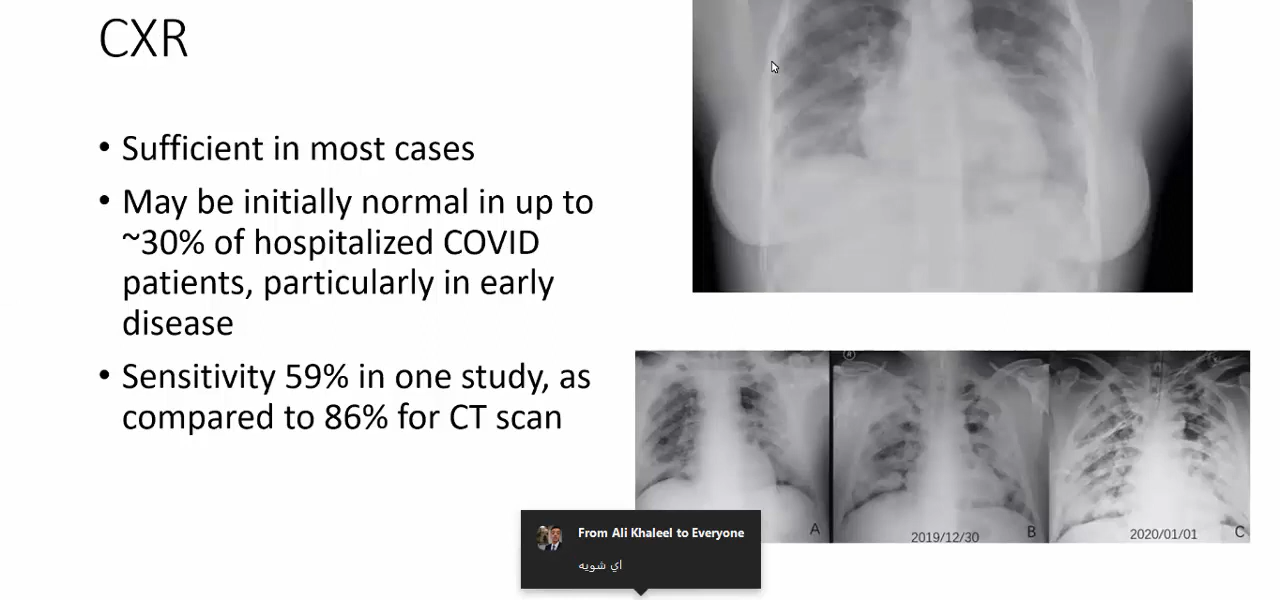 CXR
• Sufficient in most cases
• May be initially normal in up to
~30% of hospitalized COVID
patients, particularly in early
disease
• Sensitivity 59% in one study, as
compared to 86% for CT scan
A
2019/12/30
B
2020/01/01
C
From Ali Khaleel to Everyone
اي شويه